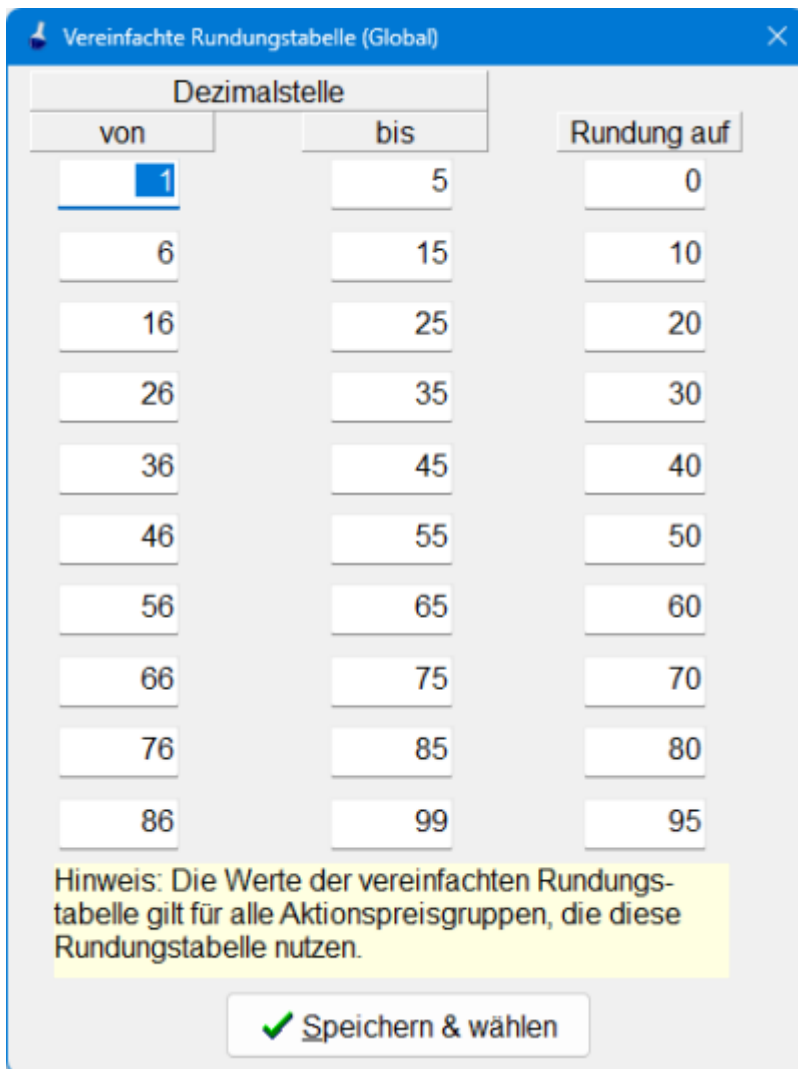 Vereinfachte Rundungstabelle (Global)
Dezimalstelle
von bis Rundung auf
1 5 0
6 15 10
16 25 20
26 35 30
36 45 40
46 55 50
56 65 60
66 75 70
76 85 80
86 99 95
Hinweis: Die Werte der vereinfachten Rundungs-
tabelle gilt für alle Aktionspreisgruppen, die diese
Rundungstabelle nutzen.
Speichern & wählen